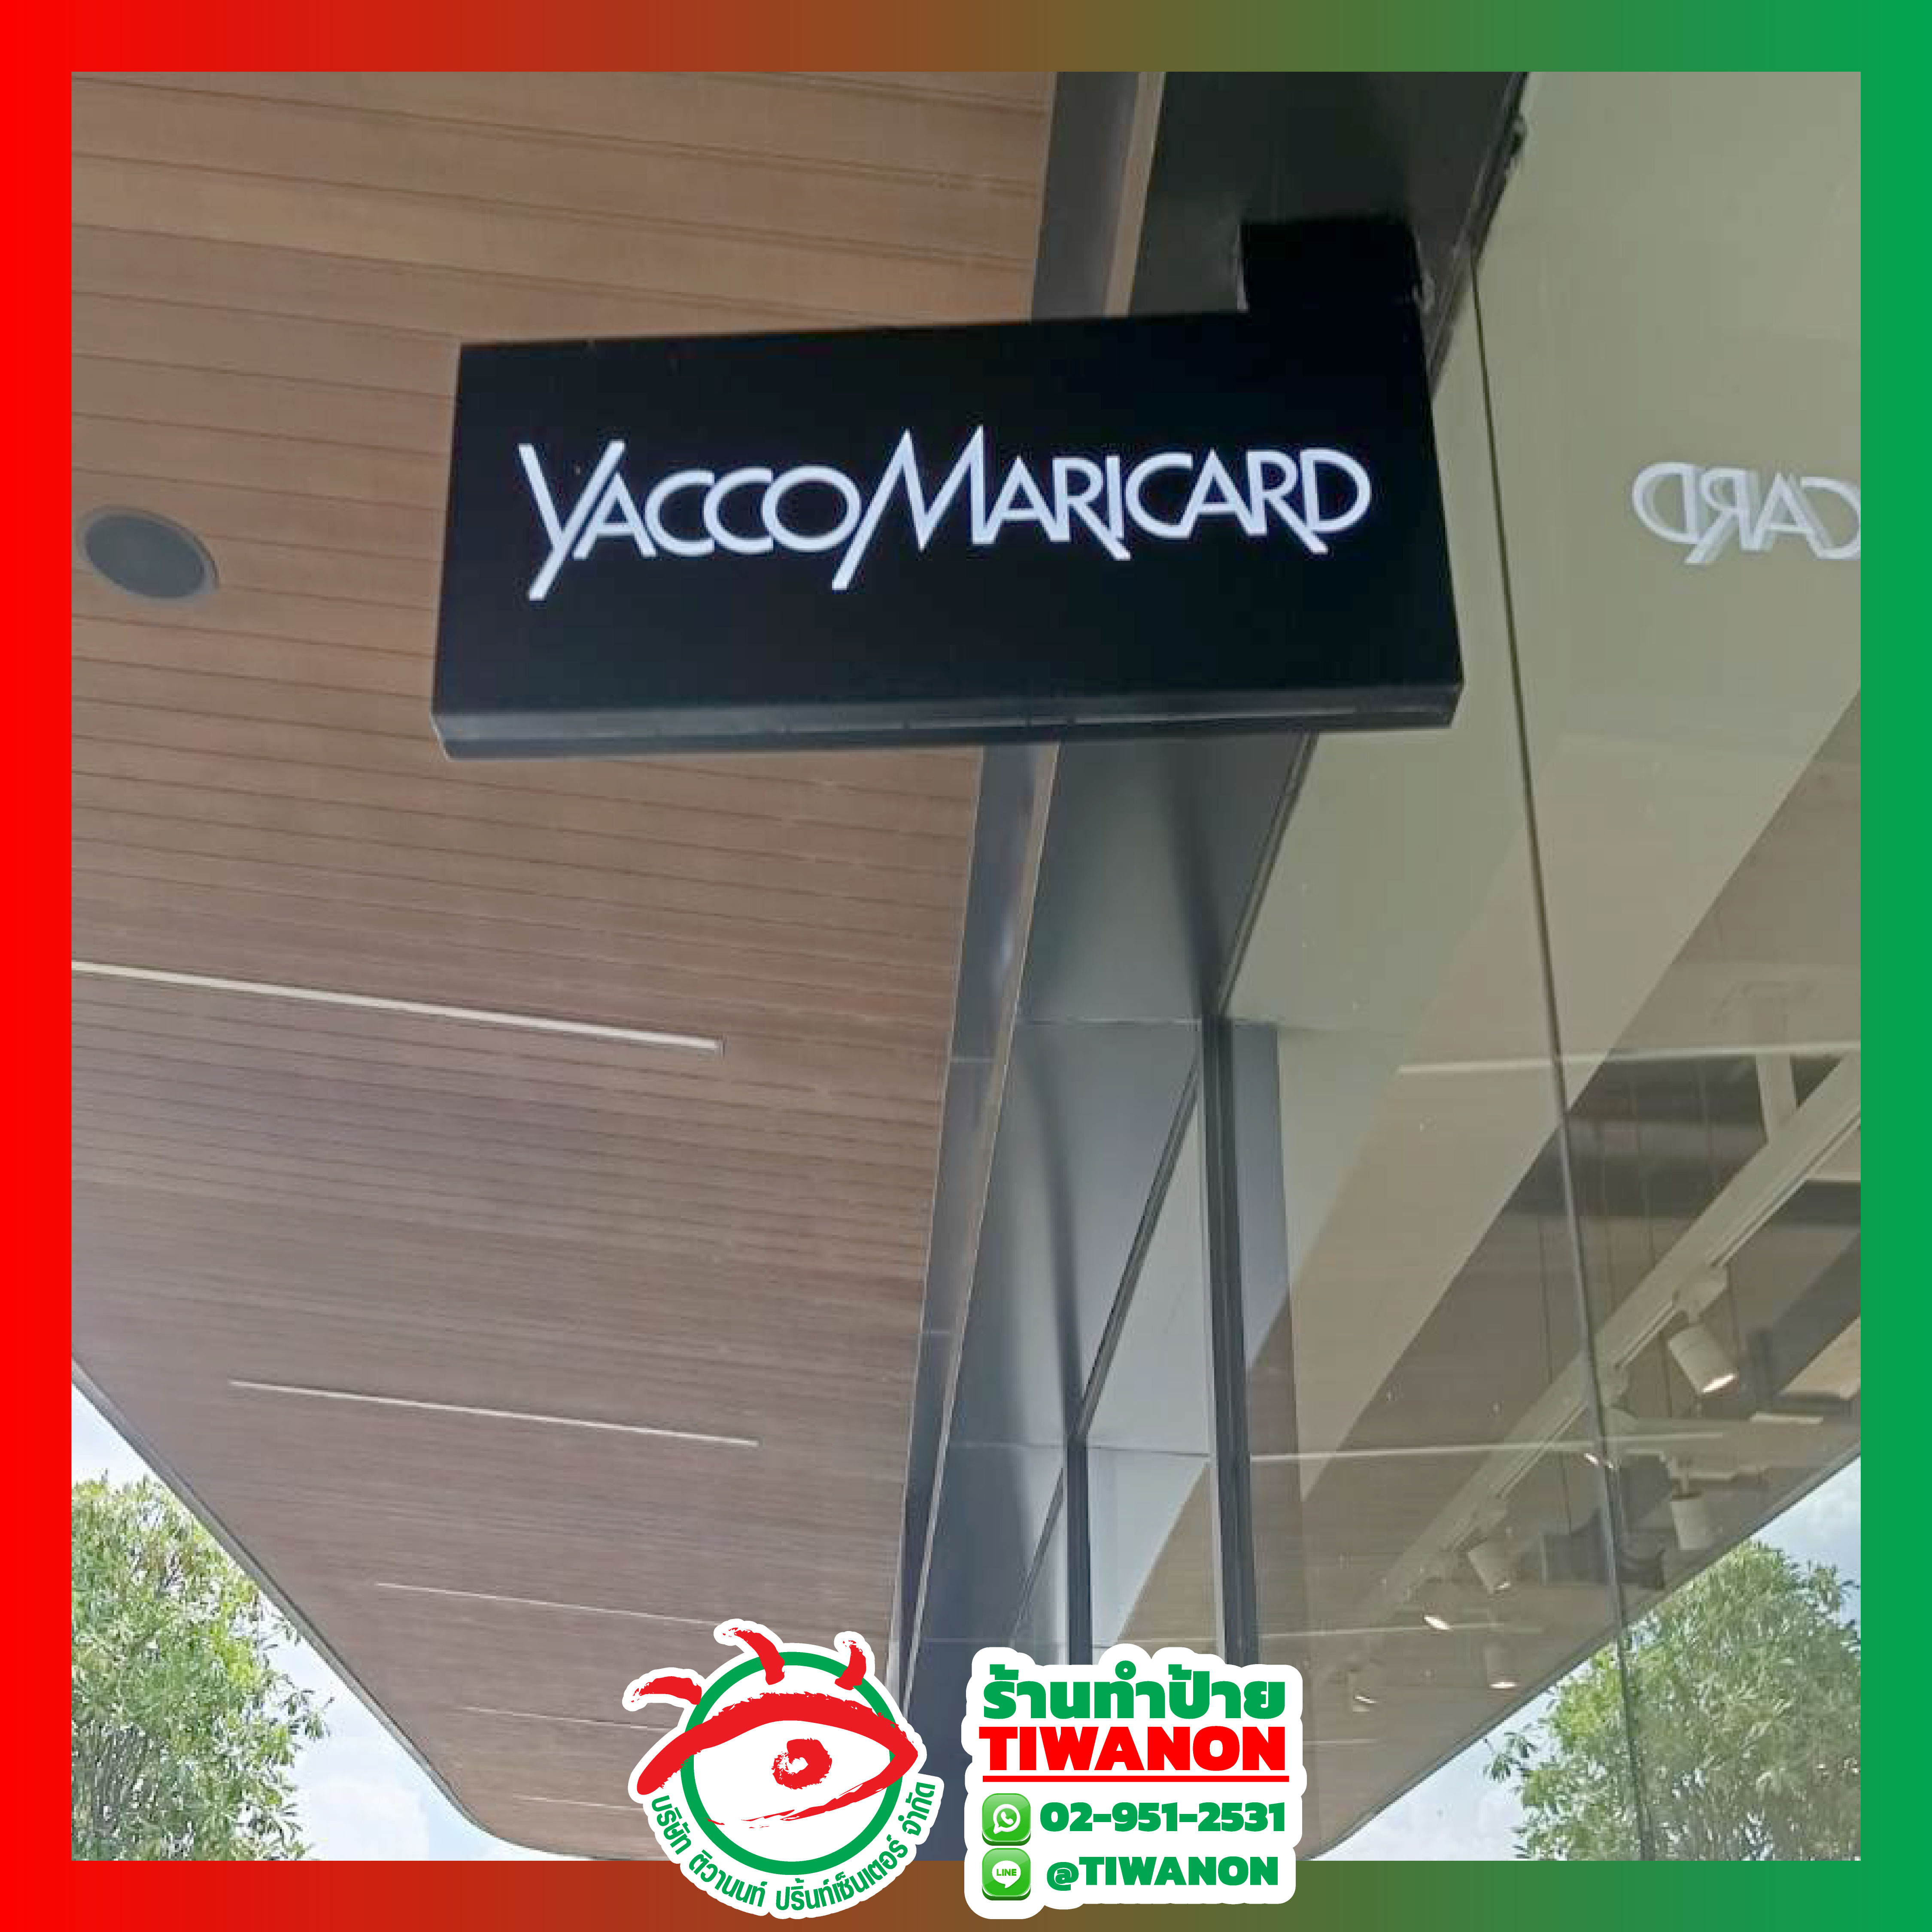 YACCOMARICARD
CARD
ร้านทำป้าย
TIWANON
02-951-2531
LINE
@TIWANON
บริษัท ติวานนท์ ปริ้นท์เซ็นเตอร์ จำกัด